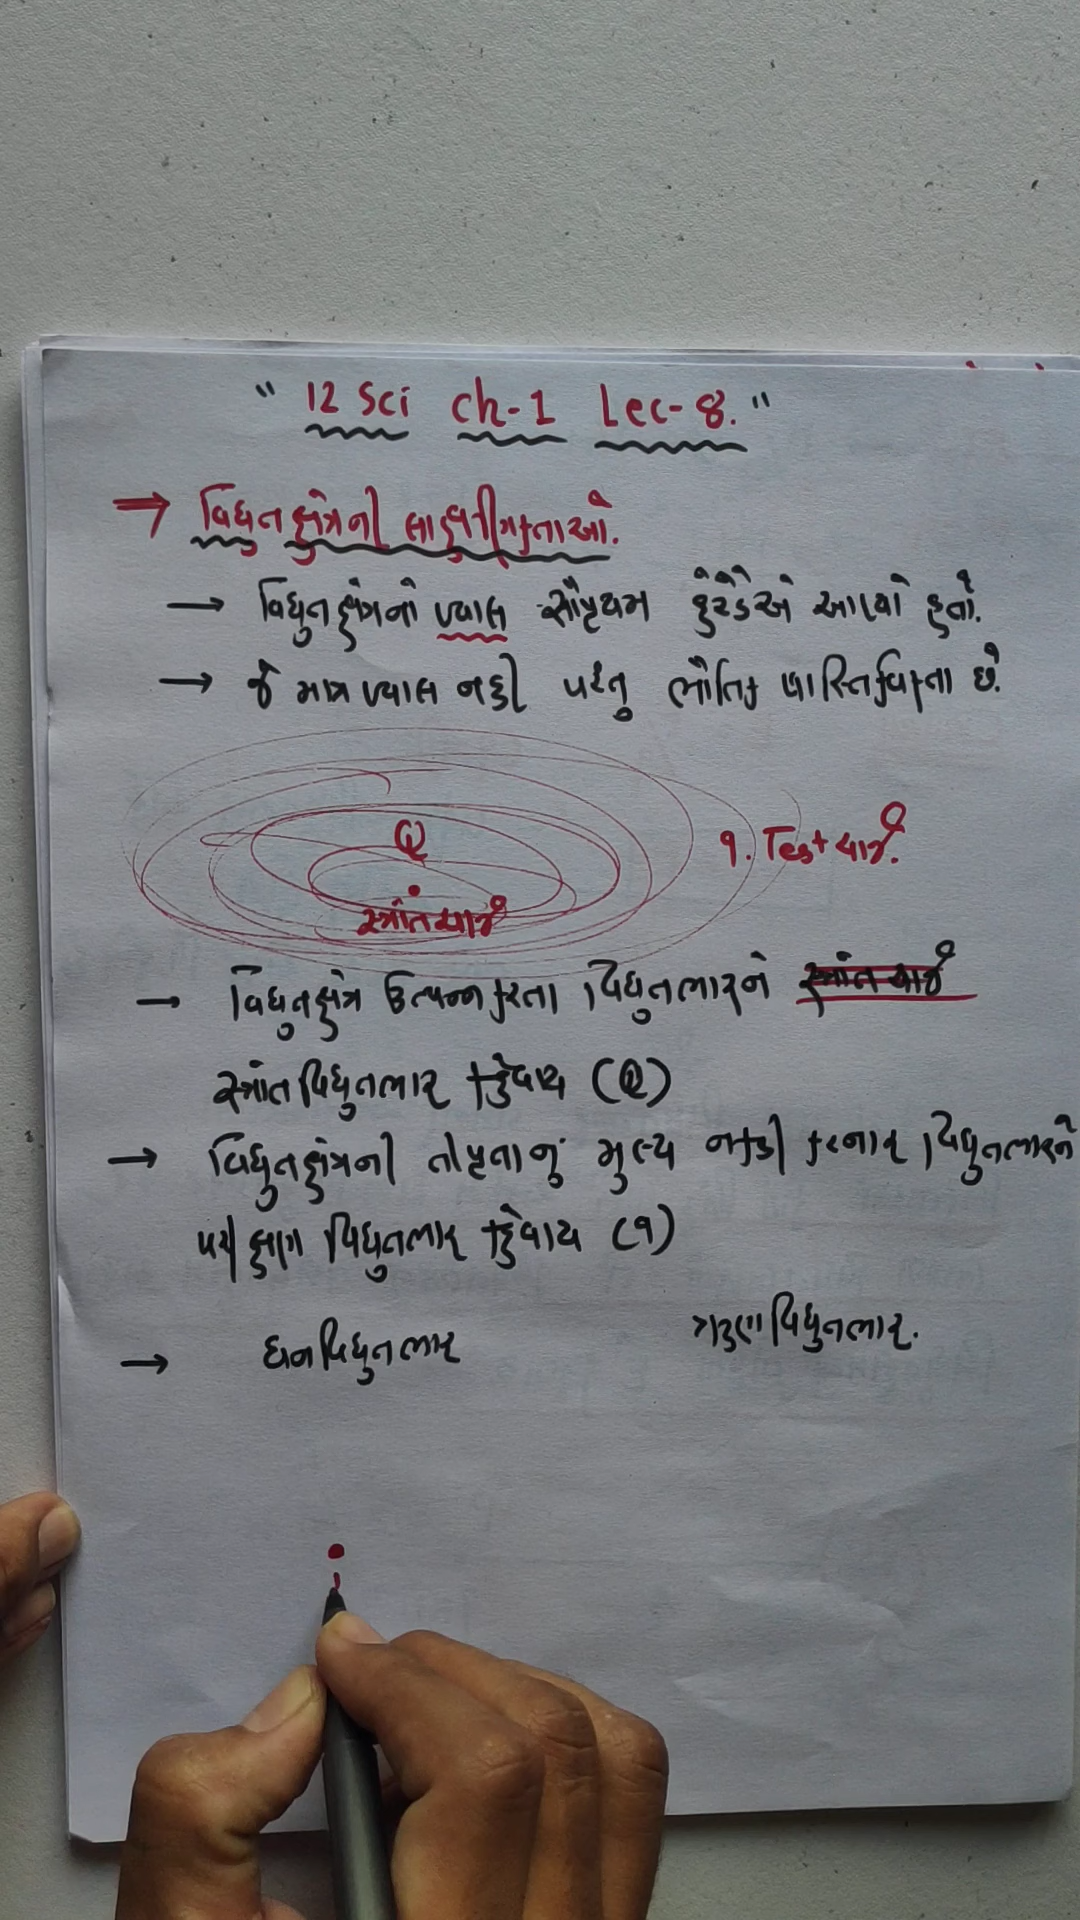 " 12 Sci ch-1 Lec-8. "
⇒ વિદ્યુતક્ષેત્રની લાક્ષણીકતાઓ.
→ વિદ્યુતક્ષેત્રનો ખ્યાલ સૌપ્રથમ ફેરેડેએ આપ્યો હતો.
→ જે માત્ર ખ્યાલ નહી પરંતુ ભૌતિક વાસ્તિવિકતા છે.
Q
q. Test ચાર્જ.
સ્ત્રોત ચાર્જ
→ વિદ્યુતક્ષેત્ર ઉત્પન્ન કરતા વિદ્યુતભારને સ્ત્રોત ચાર્જ
સ્ત્રોત વિદ્યુતભાર કહેવાય (Q)
→ વિદ્યુતક્ષેત્રની તીવ્રતાનું મુલ્ય નક્કી કરનાર વિદ્યુતભારને
પરીક્ષણ વિદ્યુતભાર કહેવાય (q)
→ ધન વિદ્યુતભાર ઋણ વિદ્યુતભાર.